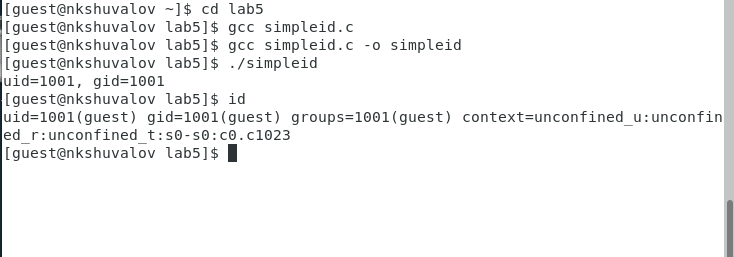 [guest@nkshuvalov ~]$ cd lab5
[guest@nkshuvalov lab5]$ gcc simpleid.c
[guest@nkshuvalov lab5]$ gcc simpleid.c -o simpleid
[guest@nkshuvalov lab5]$ ./simpleid
uid=1001, gid=1001
[guest@nkshuvalov lab5]$ id
uid=1001(guest) gid=1001(guest) groups=1001(guest) context=unconfined_u:unconfin
ed_r:unconfined_t:s0-s0:c0.c1023
[guest@nkshuvalov lab5]$